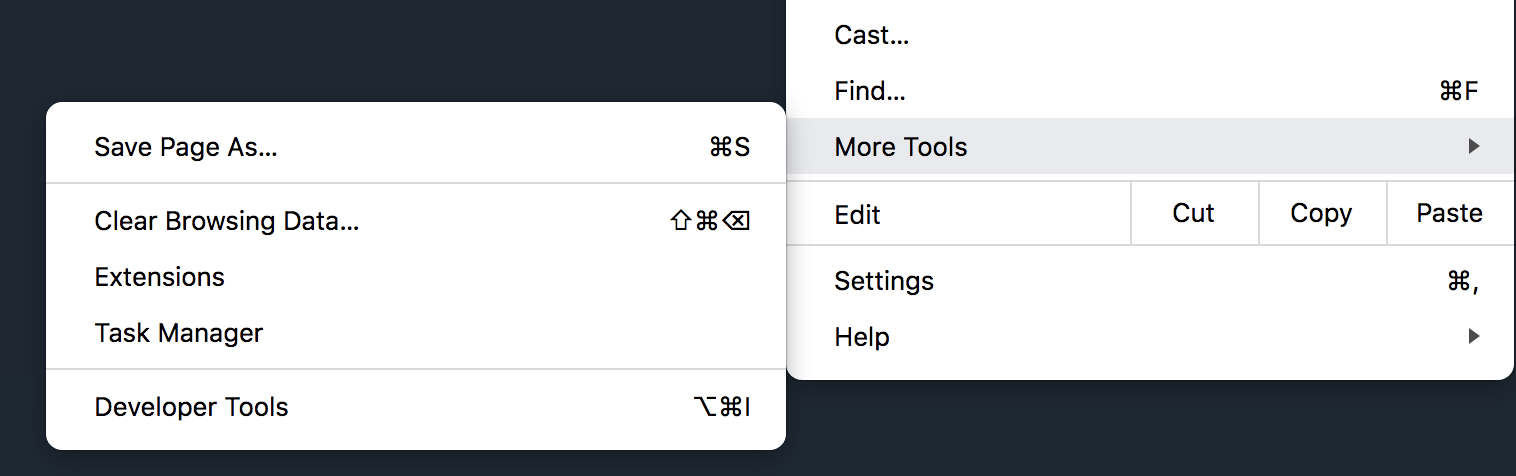 Cast...
Find... ⌘F
More Tools ▶
Edit Cut Copy Paste
Settings ⌘,
Help ▶
Save Page As... ⌘S
Clear Browsing Data... ⇧⌘⌫
Extensions
Task Manager
Developer Tools ⌥⌘I